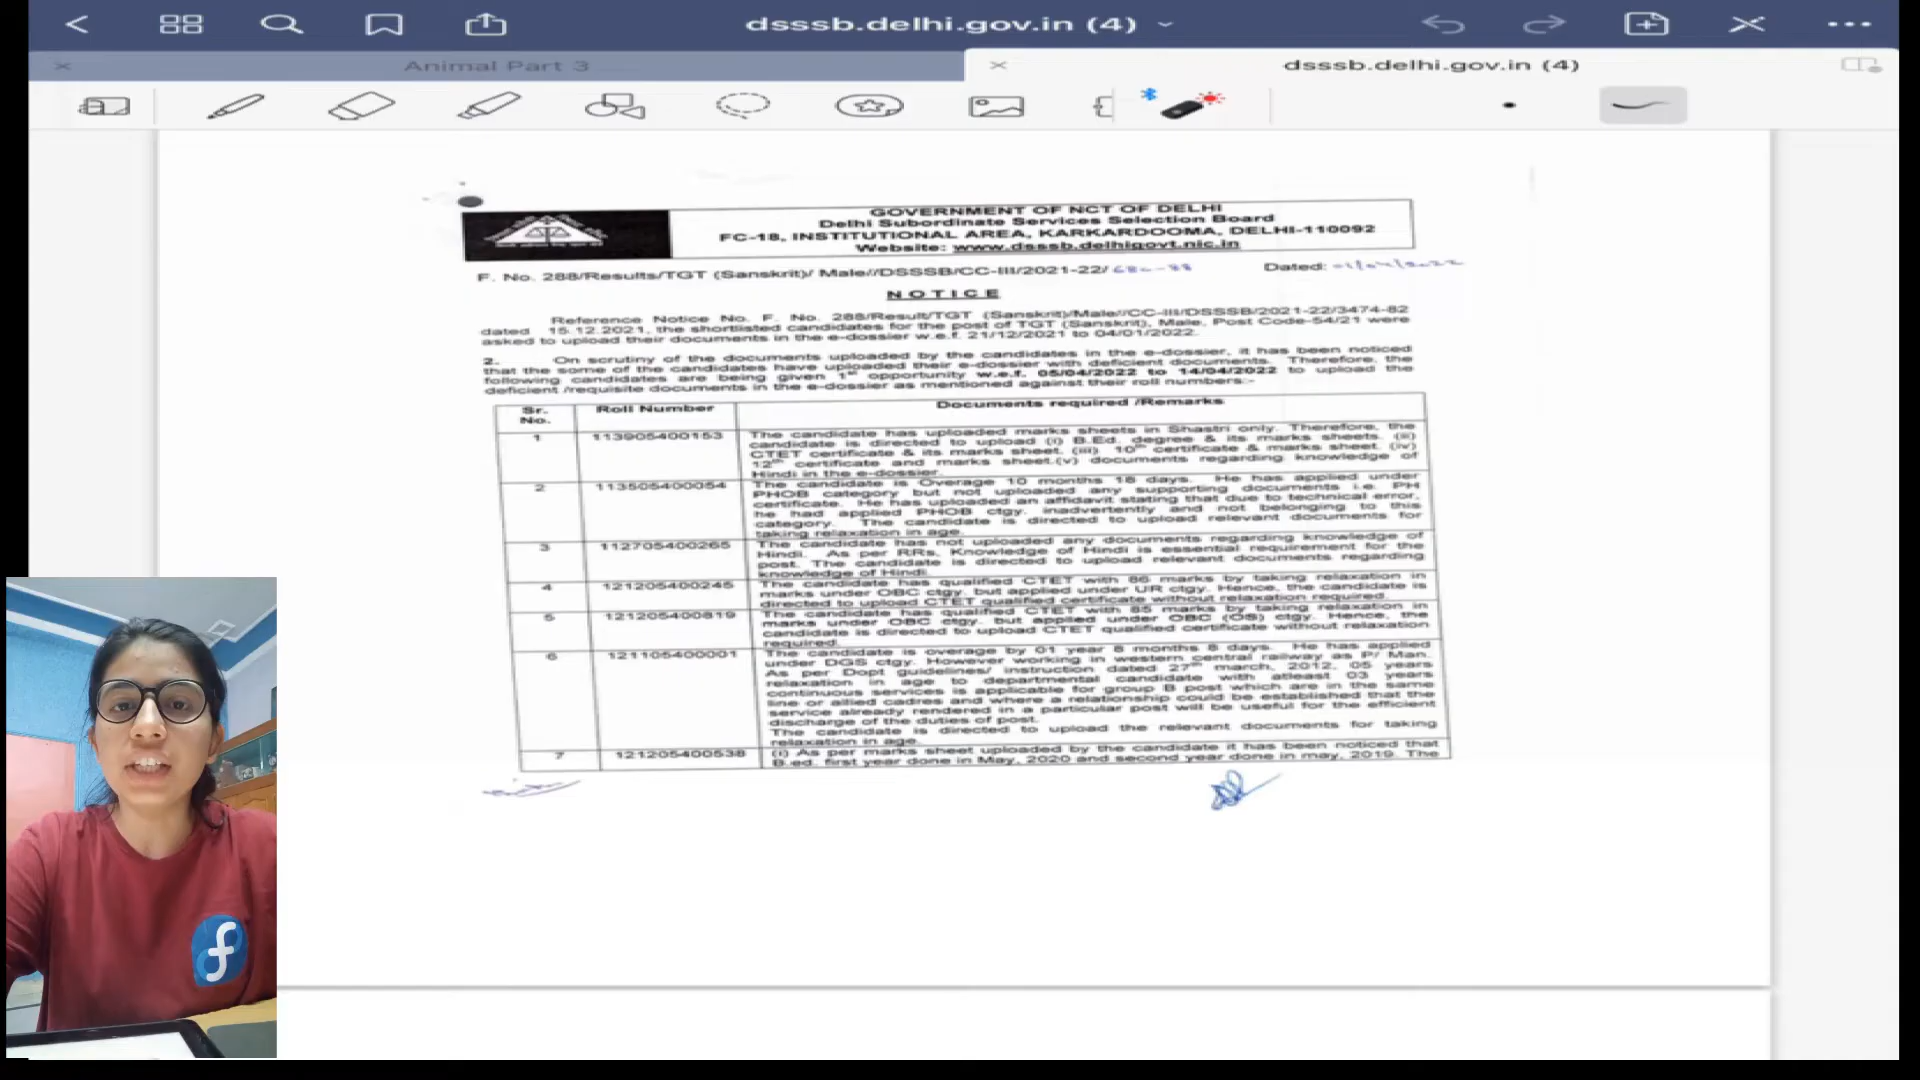 dsssb.delhi.gov.in (4)
Animal Part 3
dsssb.delhi.gov.in (4)
GOVERNMENT OF NCT OF DELHI
Delhi Subordinate Services Selection Board
FC-18, INSTITUTIONAL AREA, KARKARDOOMA, DELHI-110092
Website: www.dsssb.delhigovt.nic.in
F. No. 288/Results/TGT (Sanskrit)/ Male//DSSSB/CC-III/2021-22/
Dated:
NOTICE
Reference Notice No. F. No. 288/Result/TGT (Sanskrit)/Male//CC-III/DSSSB/2021-22/3474-82
dated 15.12.2021, the shortlisted candidates for the post of TGT (Sanskrit), Male, Post Code-54/21 were
asked to upload their documents in the e-dossier w.e.f. 21/12/2021 to 04/01/2022.
2. On scrutiny of the documents uploaded by the candidates in the e-dossier, it has been noticed
that the some of the candidates have uploaded their e-dossier with deficient documents. Therefore, the
following candidates are being given 1st opportunity w.e.f. 05/04/2022 to 14/04/2022 to upload the
deficient /requisite documents in the e-dossier as mentioned against their roll numbers:-
Sr. No. Roll Number Documents required /Remarks
1 113905400153 The candidate has uploaded marks sheets in Shastri only. Therefore, the
candidate is directed to upload (i) B.Ed. degree & its marks sheets. (ii)
CTET certificate & its marks sheet. (iii) 10th certificate & marks sheet. (iv)
12th certificate and marks sheet.(v) documents regarding knowledge of
Hindi in the e-dossier.
2 113505400054 The candidate is Overage 10 months 18 days. He has applied under
PHOB category but not uploaded any supporting documents i.e. PH
certificate. He has uploaded an affidavit stating that due to technical error,
he had applied PHOB ctgy. inadvertently and not belonging to this
category. The candidate is directed to upload relevant documents for
taking relaxation in age.
3 112705400265 The candidate has not uploaded any documents regarding knowledge of
Hindi. As per RRs, Knowledge of Hindi is essential requirement for the
post. The candidate is directed to upload relevant documents regarding
knowledge of Hindi.
4 121205400245 The candidate has qualified CTET with 86 marks by taking relaxation in
marks under OBC ctgy. but applied under UR ctgy. Hence, the candidate is
directed to upload CTET qualified certificate without relaxation required.
5 121205400819 The candidate has qualified CTET with 85 marks by taking relaxation in
marks under OBC ctgy. but applied under OBC (OS) ctgy. Hence, the
candidate is directed to upload CTET qualified certificate without relaxation
required.
6 121105400001 The candidate is overage by 01 year 8 months 8 days. He has applied
under DGS ctgy. However working in western central railway as P/ Man.
As per Dopt guidelines/ instruction dated 27th march, 2012, 05 years
relaxation in age to departmental candidate with atleast 03 years
continuous services is applicable for group B post which are in the same
line or allied cadres and where a relationship could be established that the
service already rendered in a particular post will be useful for the efficient
discharge of the duties of post.
The candidate is directed to upload the relevant documents for taking
relaxation in age.
7 121205400538 (i) As per marks sheet uploaded by the candidate it has been noticed that
B.ed. first year done in May, 2020 and second year done in may, 2019. The